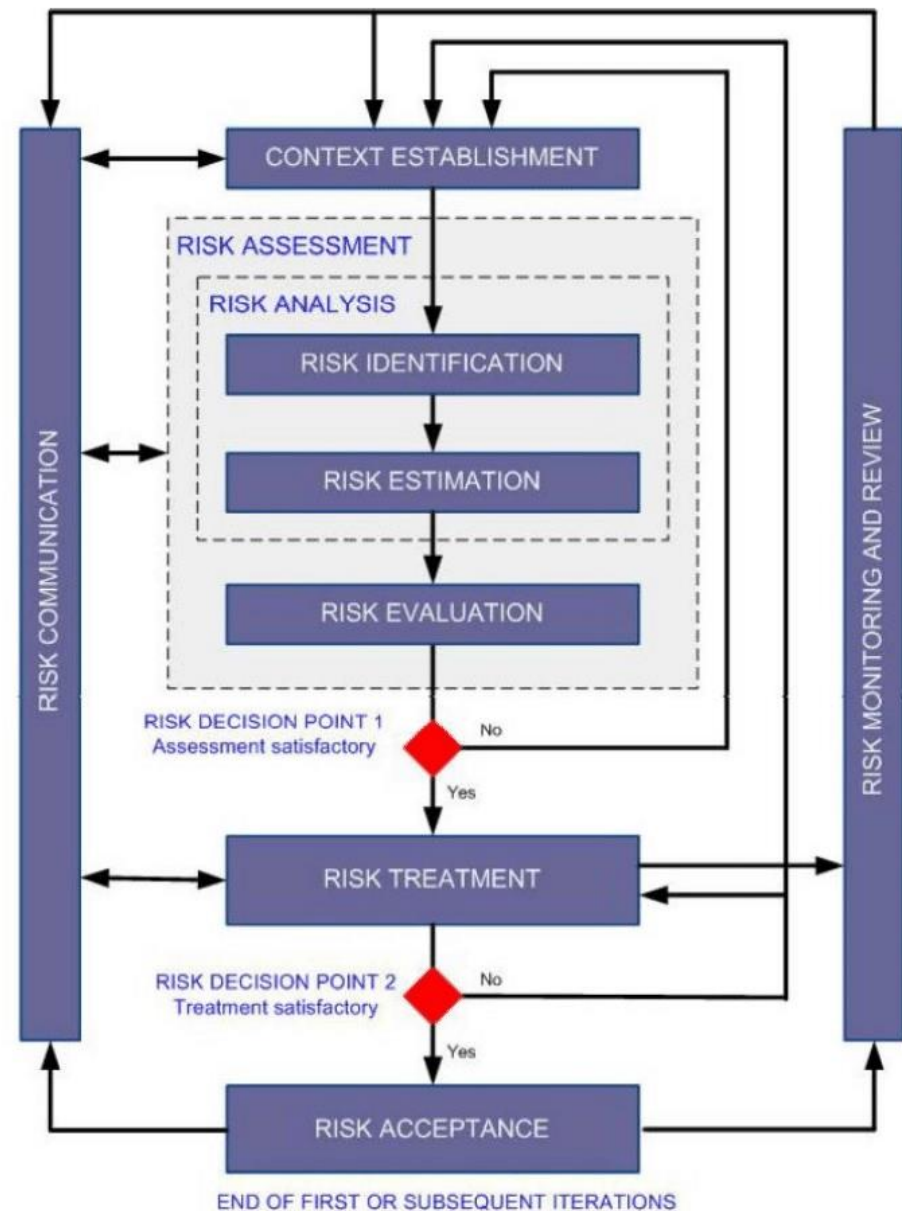 CONTEXT ESTABLISHMENT
RISK ASSESSMENT
RISK ANALYSIS
RISK IDENTIFICATION
RISK ESTIMATION
RISK EVALUATION
RISK COMMUNICATION
RISK MONITORING AND REVIEW
RISK DECISION POINT 1
Assessment satisfactory
No
Yes
RISK TREATMENT
RISK DECISION POINT 2
Treatment satisfactory
No
Yes
RISK ACCEPTANCE
END OF FIRST OR SUBSEQUENT ITERATIONS